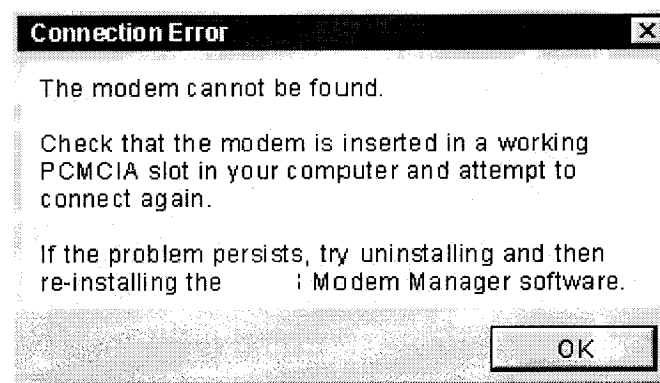 Connection Error
The modem cannot be found.
Check that the modem is inserted in a working
PCMCIA slot in your computer and attempt to
connect again.
If the problem persists, try uninstalling and then
re-installing the Modem Manager software.
OK